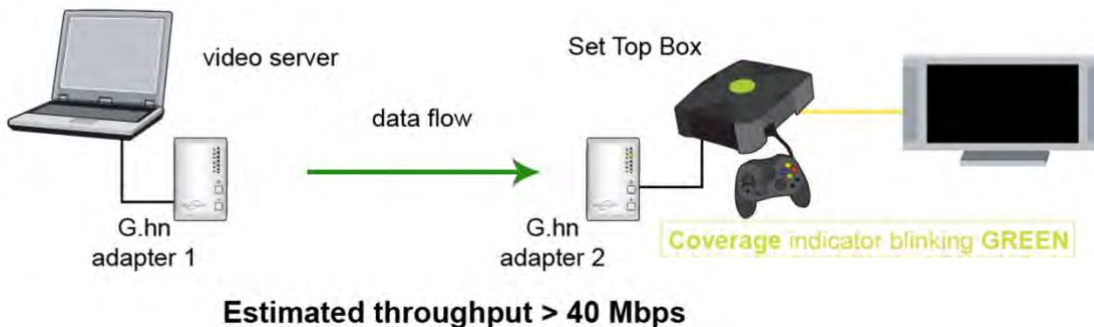 video server
Set Top Box
data flow
G.hn
adapter 1
G.hn
adapter 2
Coverage indicator blinking GREEN
Estimated throughput > 40 Mbps